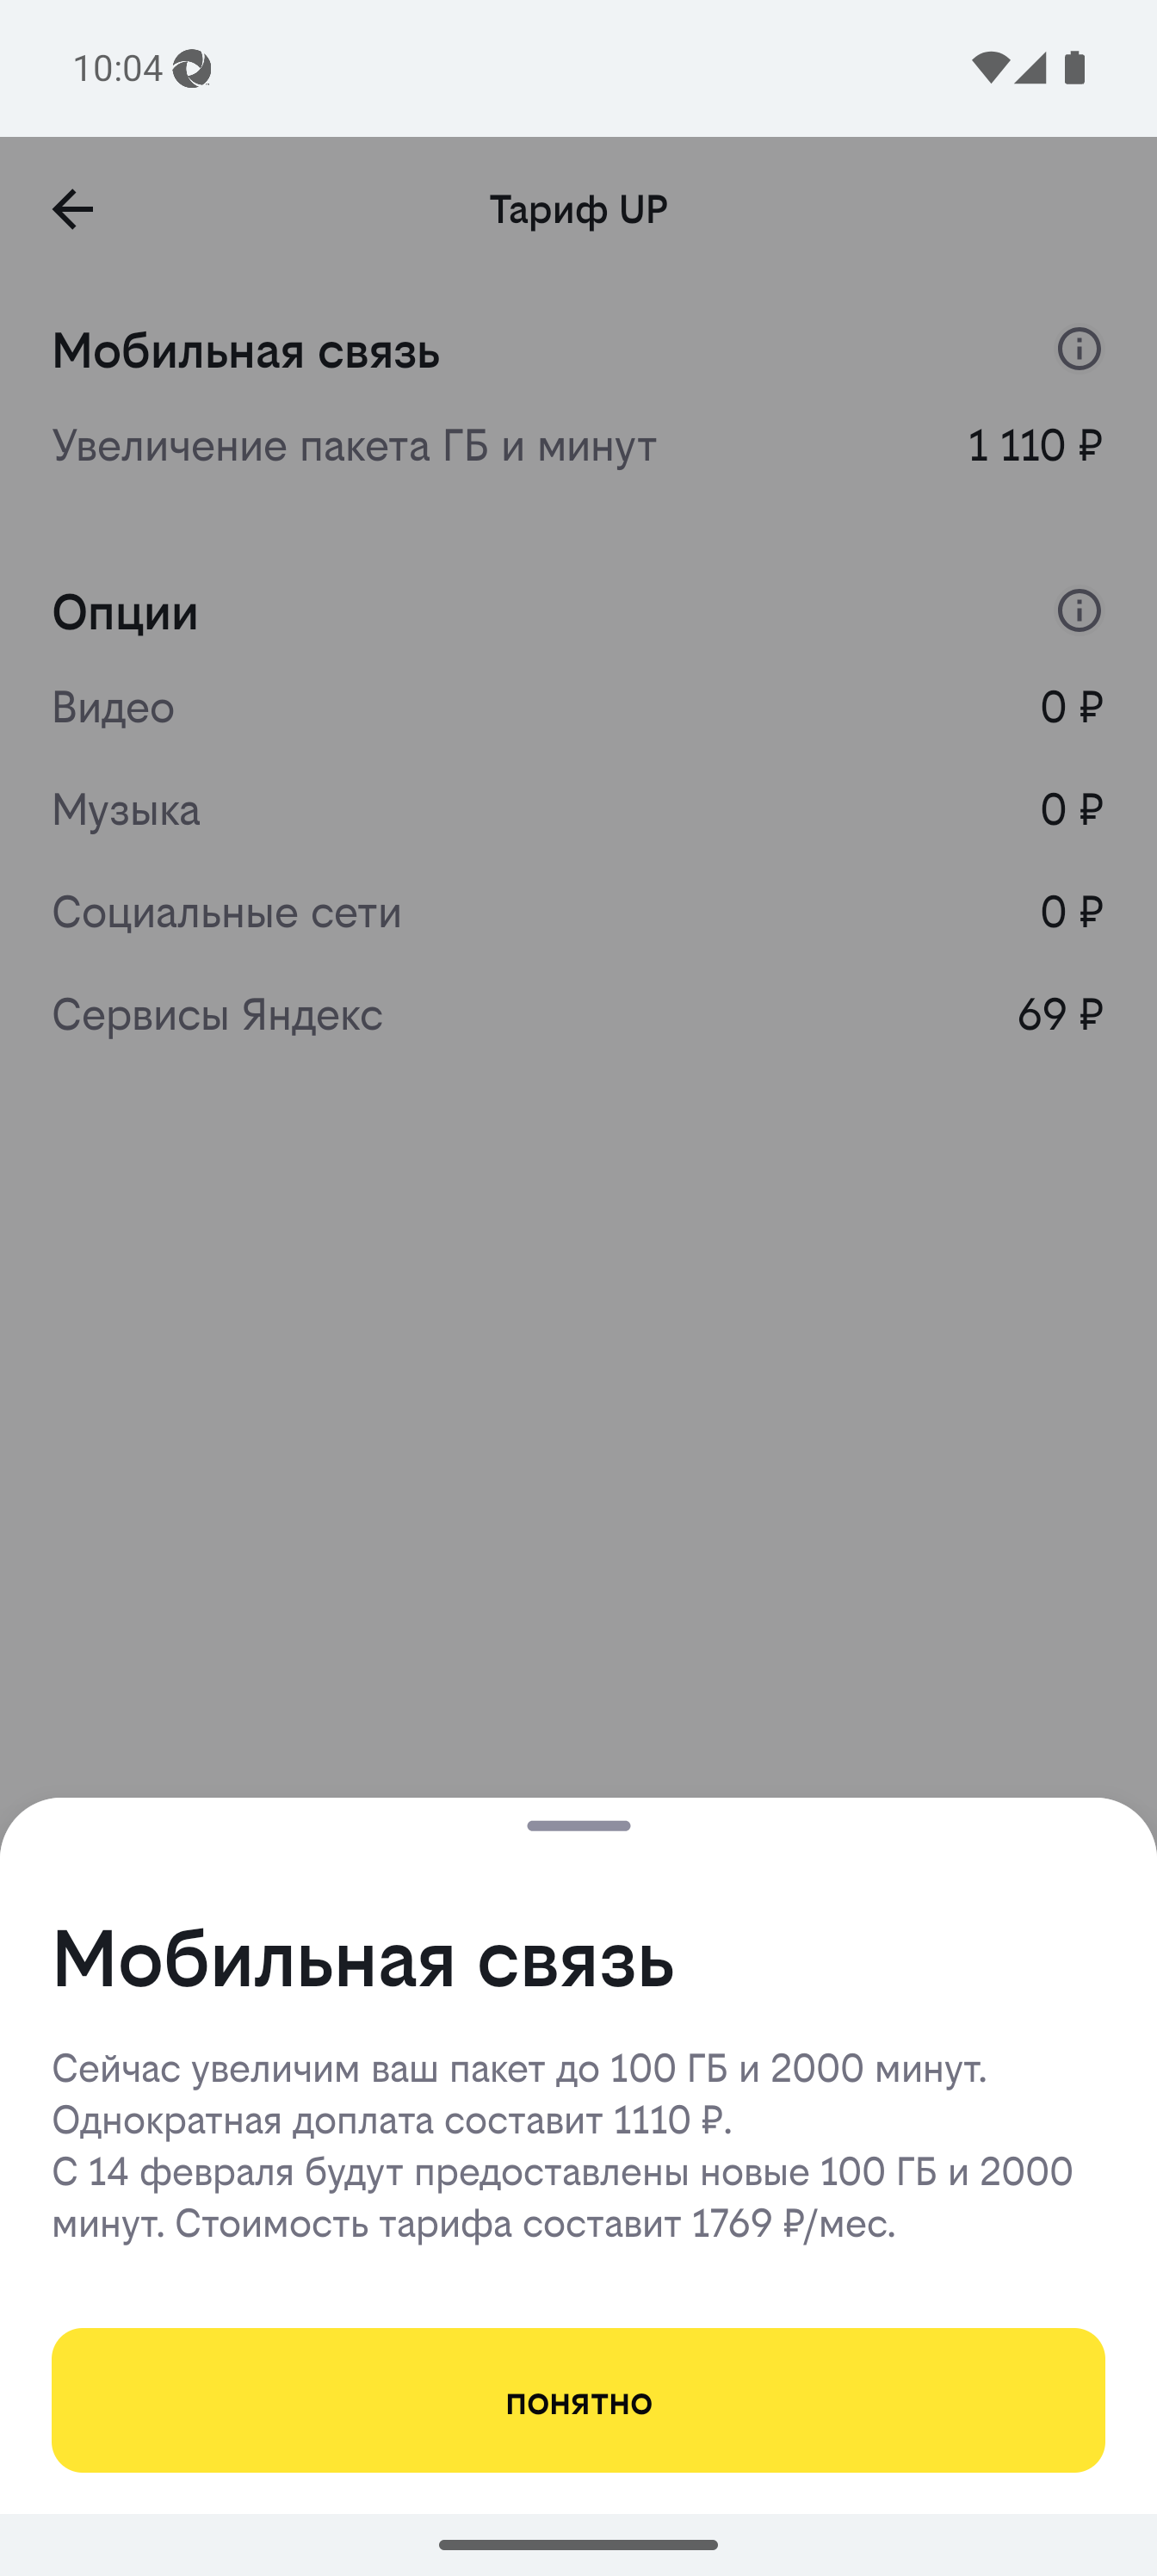 10:04
Тариф UP
Мобильная связь
Увеличение пакета ГБ и минут 1 110 ₽
Опции
Видео 0 ₽
Музыка 0 ₽
Социальные сети 0 ₽
Сервисы Яндекс 69 ₽
Мобильная связь
Сейчас увеличим ваш пакет до 100 ГБ и 2000 минут.
Однократная доплата составит 1110 ₽.
С 14 февраля будут предоставлены новые 100 ГБ и 2000
минут. Стоимость тарифа составит 1769 ₽/мес.
понятно